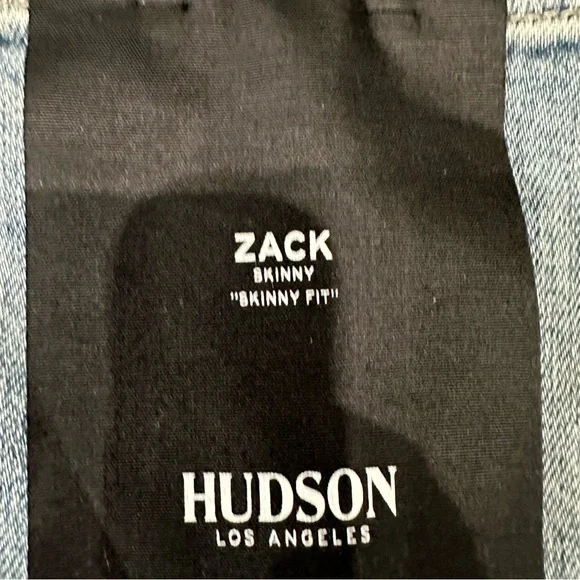 ZACK
SKINNY
"SKINNY FIT"
HUDSON
LOS ANGELES